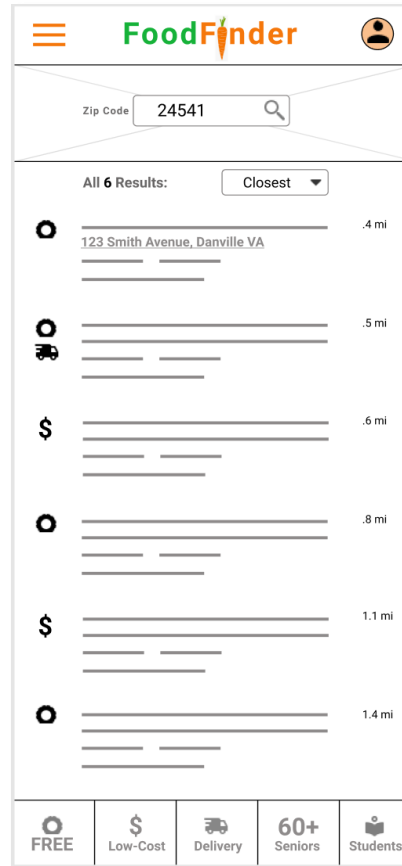 FoodFinder
Zip Code 24541
All 6 Results: Closest
.4 mi
123 Smith Avenue, Danville VA
.5 mi
$ .6 mi
.8 mi
$ 1.1 mi
1.4 mi
$ 60+
FREE Low-Cost Delivery Seniors Students